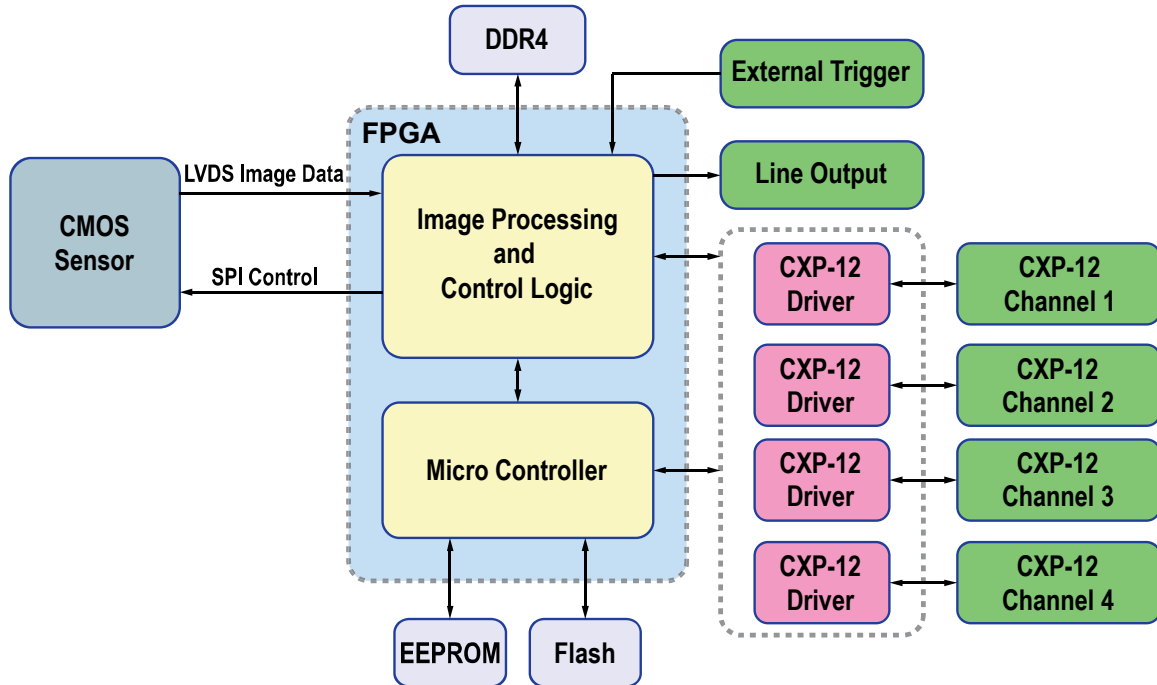 DDR4
External Trigger
FPGA
LVDS Image Data
Line Output
CMOS
Sensor
Image Processing
and
Control Logic
SPI Control
CXP-12
Driver
CXP-12
Channel 1
CXP-12
Driver
CXP-12
Channel 2
Micro Controller
CXP-12
Driver
CXP-12
Channel 3
CXP-12
Driver
CXP-12
Channel 4
EEPROM
Flash